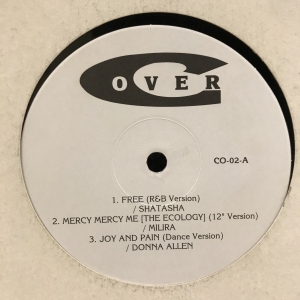 COVER
CO-02-A
1. FREE (R&B Version)
/ SHATASHA
2. MERCY MERCY ME [THE ECOLOGY] (12" Version)
/ MILIRA
3. JOY AND PAIN (Dance Version)
/ DONNA ALLEN